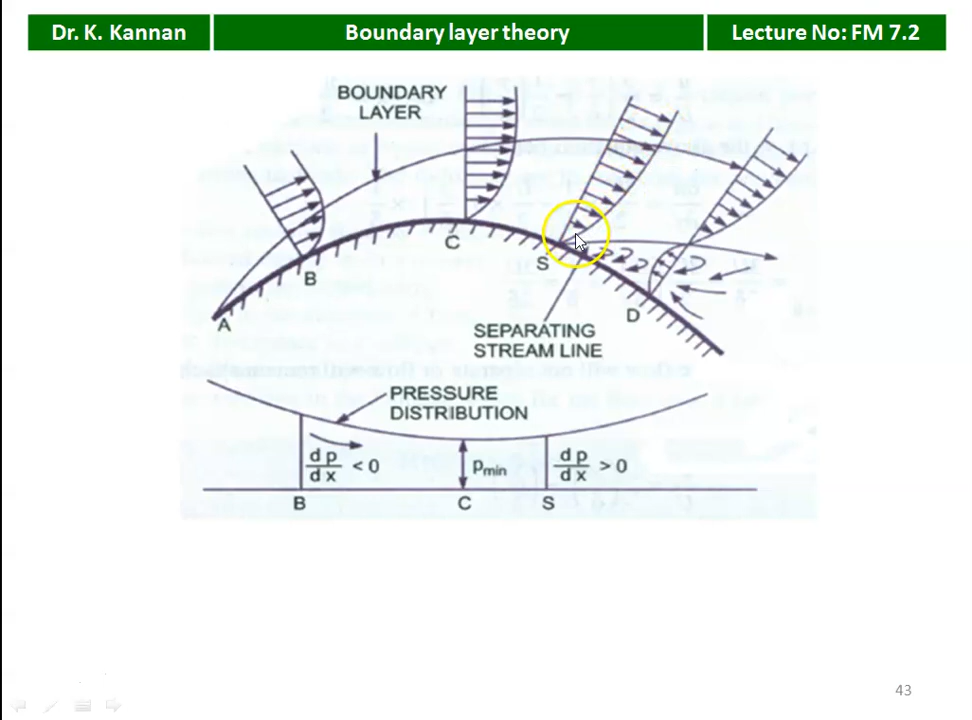 Dr. K. Kannan
Boundary layer theory
Lecture No: FM 7.2
BOUNDARY
LAYER
A
B
C
S
D
SEPARATING
STREAM LINE
PRESSURE
DISTRIBUTION
dp/dx < 0
pmin
dp/dx > 0
B
C
S
43